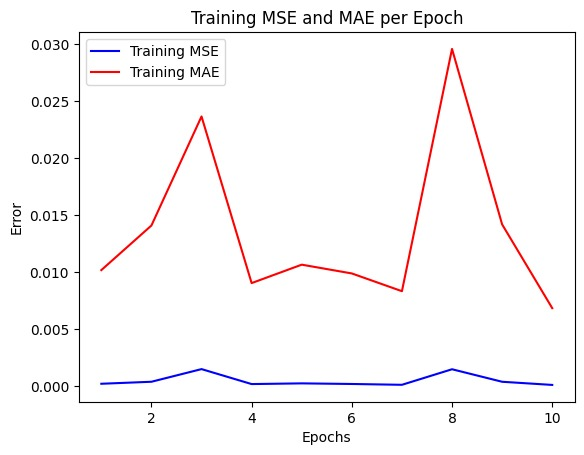 Training MSE and MAE per Epoch
Training MSE
Training MAE
0.030
0.025
0.020
0.015
0.010
0.005
0.000
Error
2
4
6
8
10
Epochs